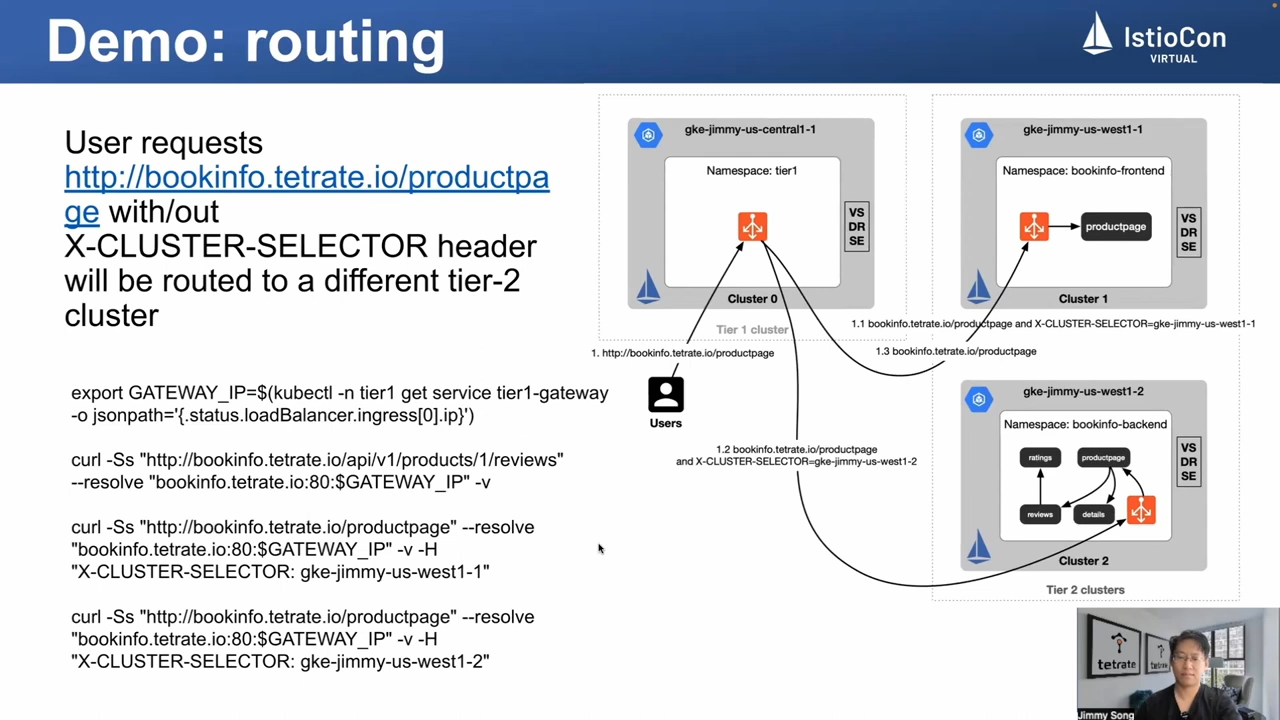 Demo: routing
IstioCon
VIRTUAL
User requests
http://bookinfo.tetrate.io/productpa
ge with/out
X-CLUSTER-SELECTOR header
will be routed to a different tier-2
cluster
export GATEWAY_IP=$(kubectl -n tier1 get service tier1-gateway
-o jsonpath='{.status.loadBalancer.ingress[0].ip}')
curl -Ss "http://bookinfo.tetrate.io/api/v1/products/1/reviews"
--resolve "bookinfo.tetrate.io:80:$GATEWAY_IP" -v
curl -Ss "http://bookinfo.tetrate.io/productpage" --resolve
"bookinfo.tetrate.io:80:$GATEWAY_IP" -v -H
"X-CLUSTER-SELECTOR: gke-jimmy-us-west1-1"
curl -Ss "http://bookinfo.tetrate.io/productpage" --resolve
"bookinfo.tetrate.io:80:$GATEWAY_IP" -v -H
"X-CLUSTER-SELECTOR: gke-jimmy-us-west1-2"
gke-jimmy-us-central1-1
Namespace: tier1
VS
DR
SE
Cluster 0
Tier 1 cluster
gke-jimmy-us-west1-1
Namespace: bookinfo-frontend
productpage
VS
DR
SE
Cluster 1
1.1 bookinfo.tetrate.io/productpage and X-CLUSTER-SELECTOR=gke-jimmy-us-west1-1
1. http://bookinfo.tetrate.io/productpage
1.3 bookinfo.tetrate.io/productpage
Users
1.2 bookinfo.tetrate.io/productpage
and X-CLUSTER-SELECTOR=gke-jimmy-us-west1-2
gke-jimmy-us-west1-2
Namespace: bookinfo-backend
ratings
productpage
reviews
details
VS
DR
SE
Cluster 2
Tier 2 clusters
tetrate
tetrate
Jimmy Song